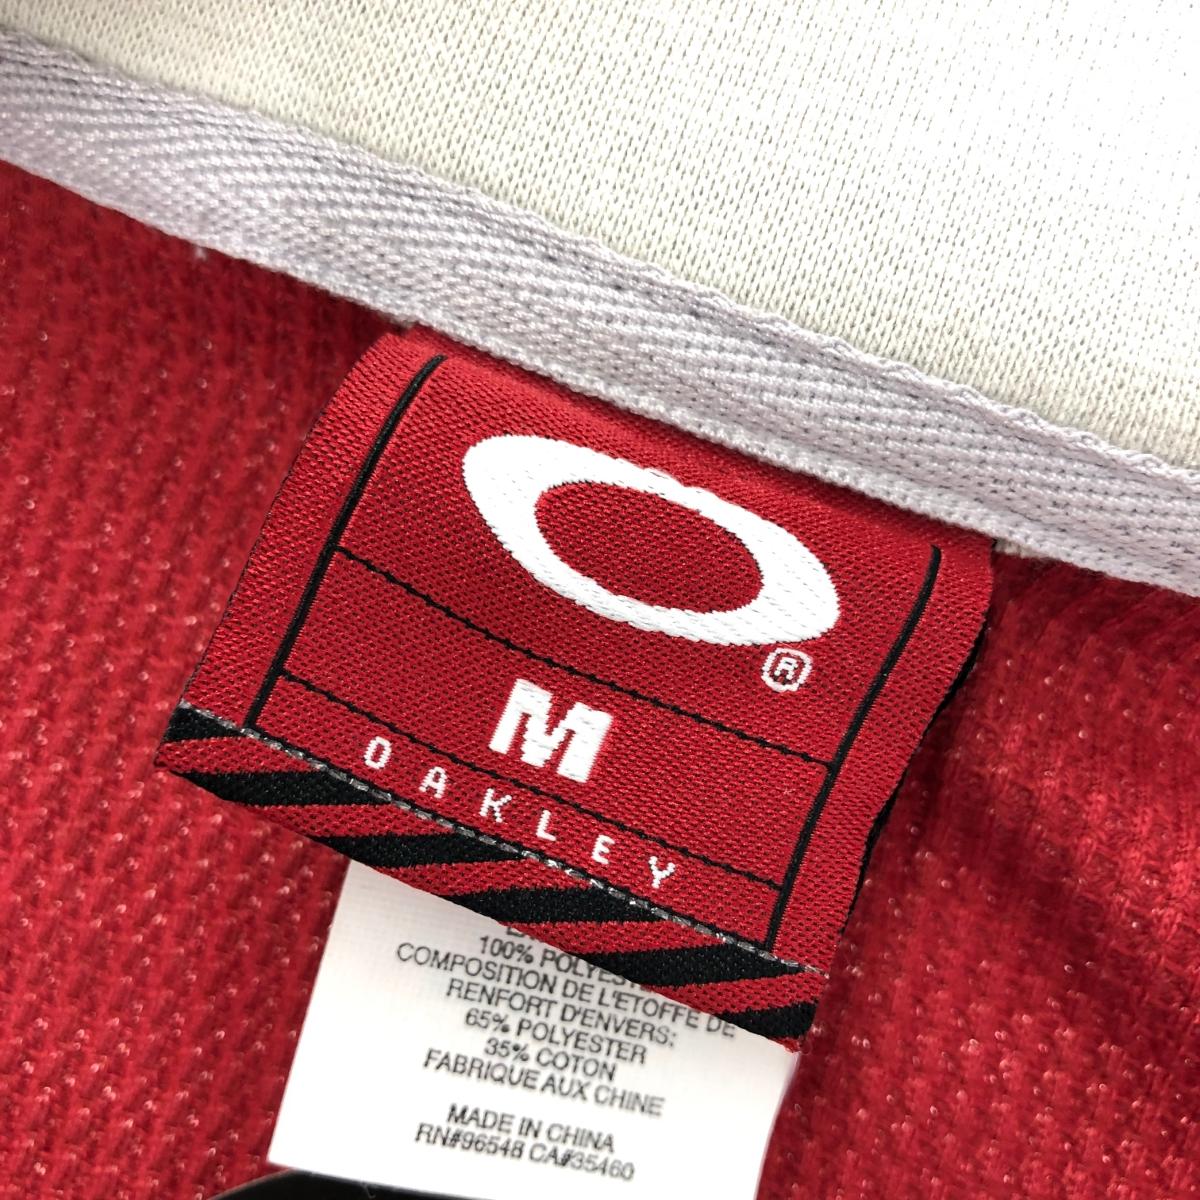 ®
M
OAKLEY
100% POLYES
COMPOSITION DE L'ETOFFE DE
RENFORT D'ENVERS:
65% POLYESTER
35% COTON
FABRIQUE AUX CHINE
MADE IN CHINA
RN#96548 CA#35460